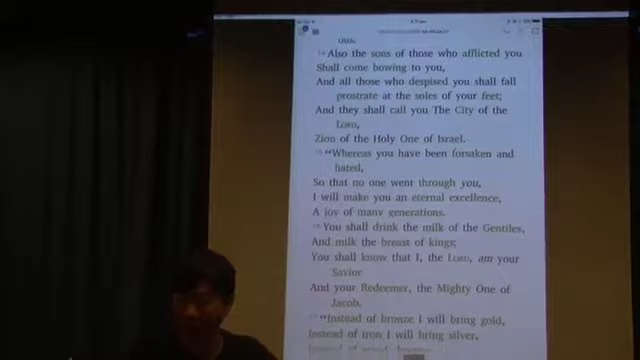 14 Also the sons of those who afflicted you
Shall come bowing to you,
And all those who despised you shall fall
prostrate at the soles of your feet;
And they shall call you The City of the
LORD,
Zion of the Holy One of Israel.
15 “Whereas you have been forsaken and
hated,
So that no one went through you,
I will make you an eternal excellence,
A joy of many generations.
16 You shall drink the milk of the Gentiles,
And milk the breast of kings;
You shall know that I, the LORD, am your
Savior
And your Redeemer, the Mighty One of
Jacob.
17 “Instead of bronze I will bring gold,
Instead of iron I will bring silver,